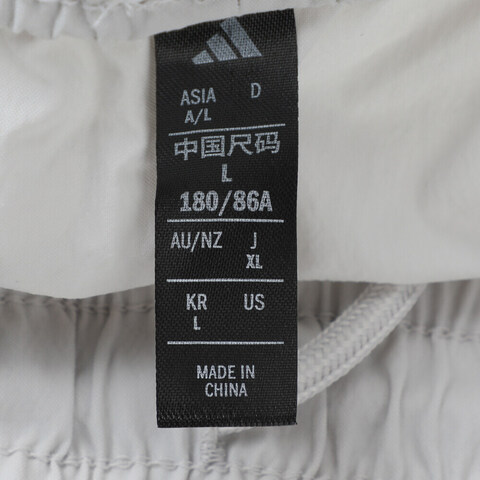 ASIA D
A/L
中国尺码
L
180/86A
AU/NZ J
XL
KR US
L
MADE IN
CHINA